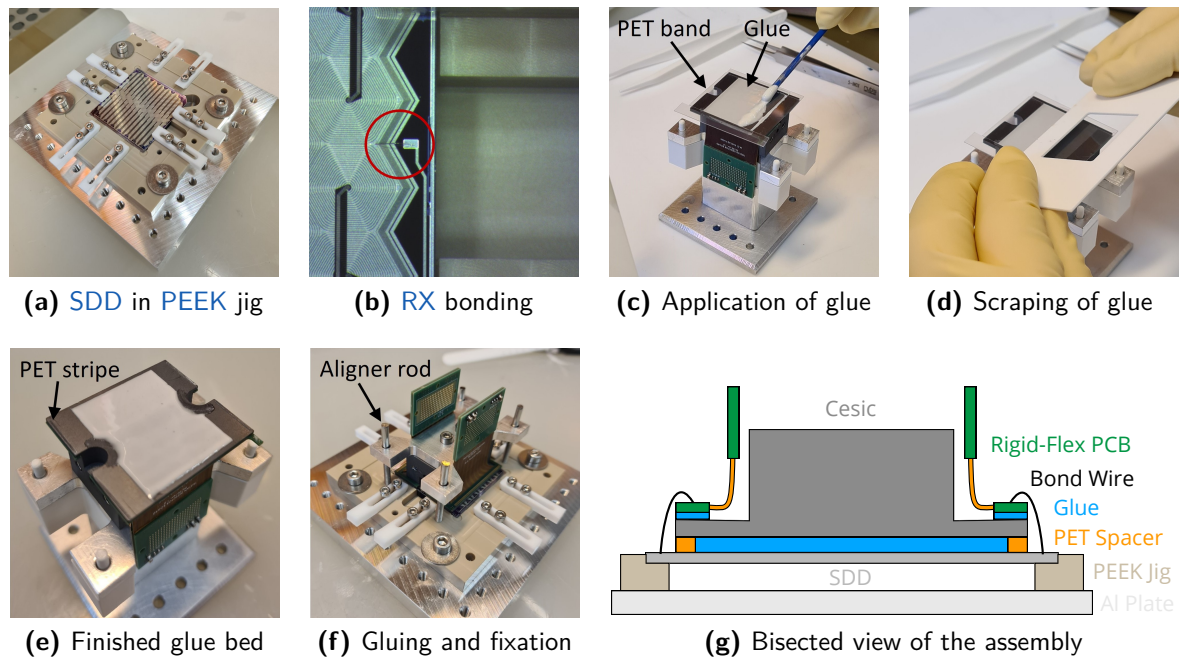 PET band
Glue
(a) SDD in PEEK jig
(b) RX bonding
(c) Application of glue
(d) Scraping of glue
PET stripe
Aligner rod
Cesic
Rigid-Flex PCB
Bond Wire
Glue
PET Spacer
SDD
PEEK Jig
Al Plate
(e) Finished glue bed
(f) Gluing and fixation
(g) Bisected view of the assembly